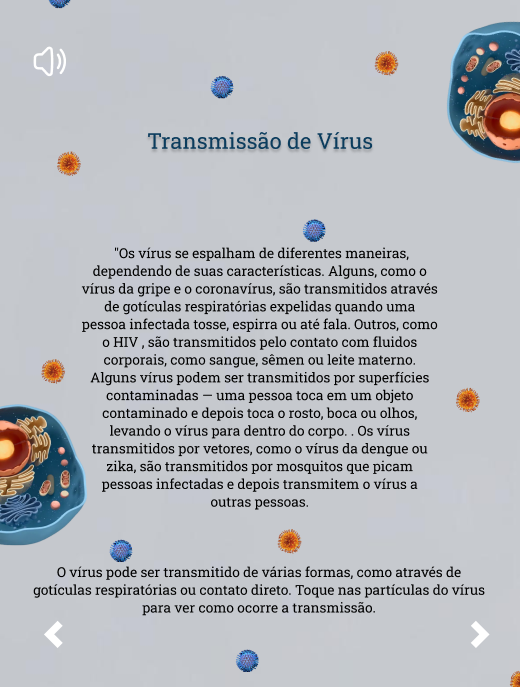 Transmissão de Vírus
"Os vírus se espalham de diferentes maneiras,
dependendo de suas características. Alguns, como o
vírus da gripe e o coronavírus, são transmitidos através
de gotículas respiratórias expelidas quando uma
pessoa infectada tosse, espirra ou até fala. Outros, como
o HIV , são transmitidos pelo contato com fluidos
corporais, como sangue, sêmen ou leite materno.
Alguns vírus podem ser transmitidos por superfícies
contaminadas — uma pessoa toca em um objeto
contaminado e depois toca o rosto, boca ou olhos,
levando o vírus para dentro do corpo. . Os vírus
transmitidos por vetores, como o vírus da dengue ou
zika, são transmitidos por mosquitos que picam
pessoas infectadas e depois transmitem o vírus a
outras pessoas.
O vírus pode ser transmitido de várias formas, como através de
gotículas respiratórias ou contato direto. Toque nas partículas do vírus
para ver como ocorre a transmissão.